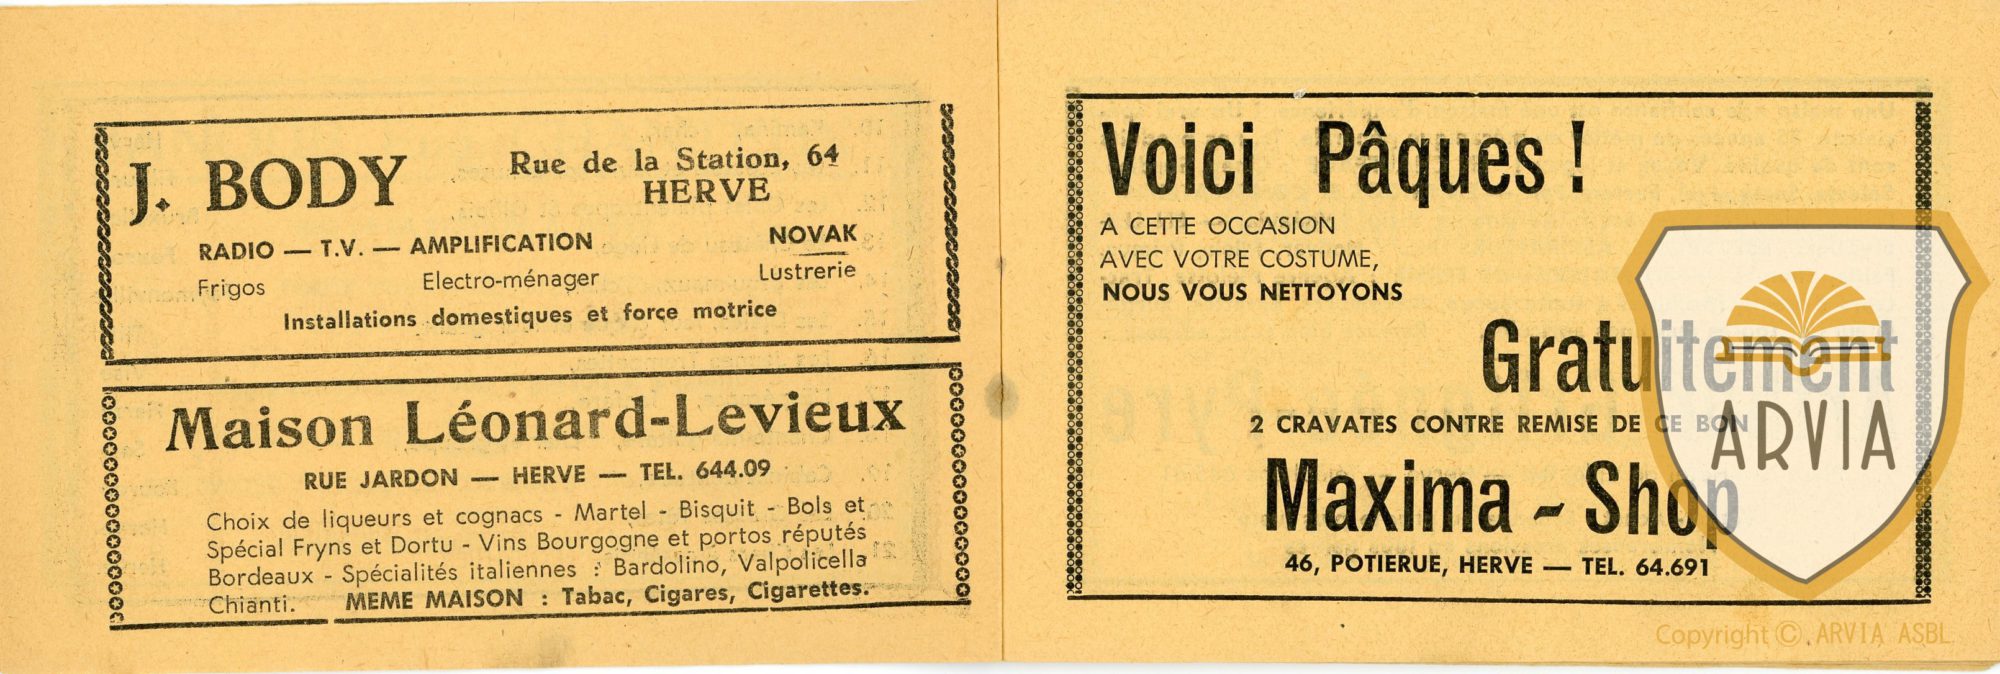 J. BODY
Rue de la Station, 64
HERVE
RADIO — T.V. — AMPLIFICATION
NOVAK
Frigos
Electro-ménager
Lustrerie
Installations domestiques et force motrice
Maison Léonard-Levieux
RUE JARDON — HERVE — TEL. 644.09
Choix de liqueurs et cognacs - Martel - Bisquit - Bols et
Spécial Fryns et Dortu - Vins Bourgogne et portos réputés
Bordeaux - Spécialités italiennes : Bardolino, Valpolicella
Chianti. MEME MAISON : Tabac, Cigares, Cigarettes.
Voici Pâques !
A CETTE OCCASION
AVEC VOTRE COSTUME,
NOUS VOUS NETTOYONS
Gratuitement
2 CRAVATES CONTRE REMISE DE CE BON
Maxima - Shop
46, POTIERUE, HERVE — TEL. 64.691
ARVIA
Copyright © ARVIA ASBL